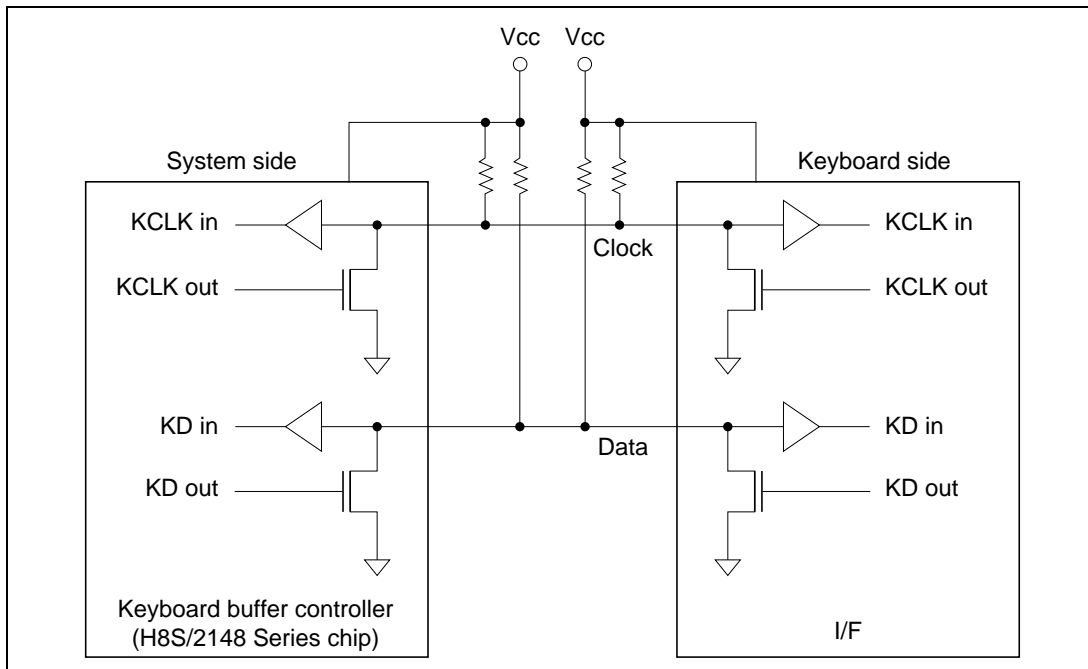 Vcc Vcc
System side
Keyboard side
KCLK in
KCLK in
Clock
KCLK out
KCLK out
KD in
KD in
Data
KD out
KD out
Keyboard buffer controller
(H8S/2148 Series chip)
I/F